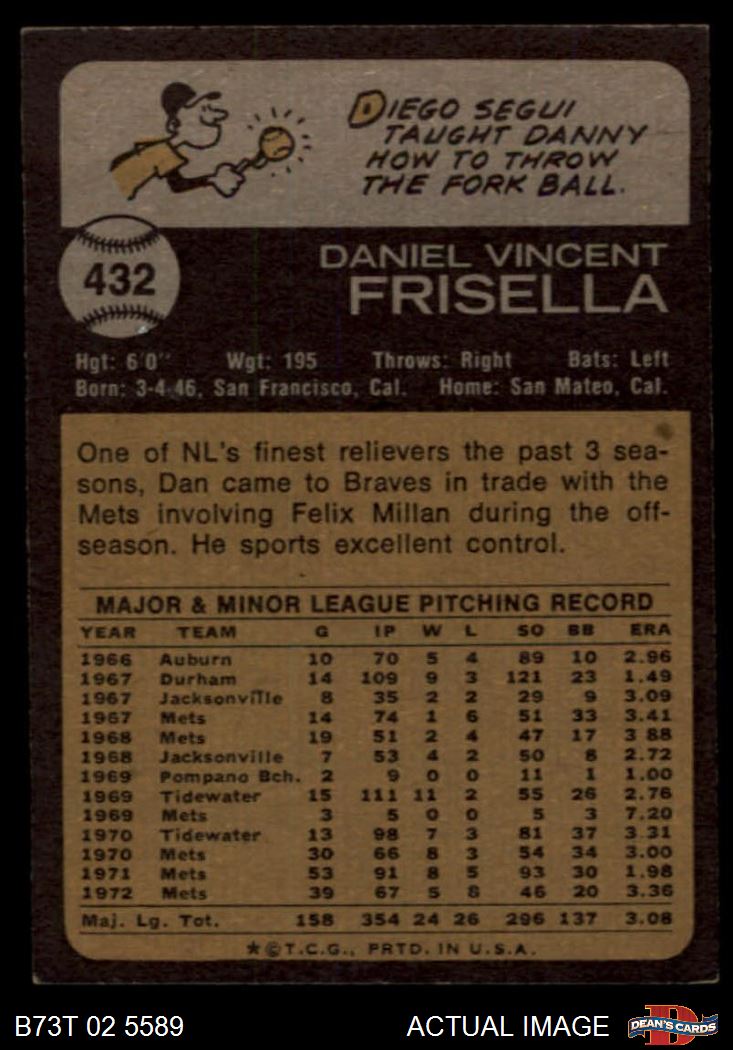 DIEGO SEGUI
TAUGHT DANNY
HOW TO THROW
THE FORK BALL.
432
DANIEL VINCENT
FRISELLA
Hgt: 6'0" Wgt: 195 Throws: Right Bats: Left
Born: 3-4-46, San Francisco, Cal. Home: San Mateo, Cal.
One of NL's finest relievers the past 3 sea-
sons, Dan came to Braves in trade with the
Mets involving Felix Millan during the off-
season. He sports excellent control.
MAJOR & MINOR LEAGUE PITCHING RECORD
YEAR TEAM G IP W L SO BB ERA
1966 Auburn 10 70 5 4 89 10 2.96
1967 Durham 14 109 9 3 121 23 1.49
1967 Jacksonville 8 35 2 2 29 9 3.09
1967 Mets 14 74 1 6 51 33 3.41
1968 Mets 19 51 2 4 47 17 3 88
1968 Jacksonville 7 53 4 2 50 8 2.72
1969 Pompano Bch. 2 9 0 0 11 1 1.00
1969 Tidewater 15 111 11 2 55 26 2.76
1969 Mets 3 5 0 0 5 3 7.20
1970 Tidewater 13 98 7 3 81 37 3.31
1970 Mets 30 66 8 3 54 34 3.00
1971 Mets 53 91 8 5 93 30 1.98
1972 Mets 39 67 5 8 46 20 3.36
Maj. Lg. Tot. 158 354 24 26 296 137 3.08
★©T.C.G., PRTD. IN U.S.A.
B73T 02 5589 ACTUAL IMAGE DEAN'S CARDS